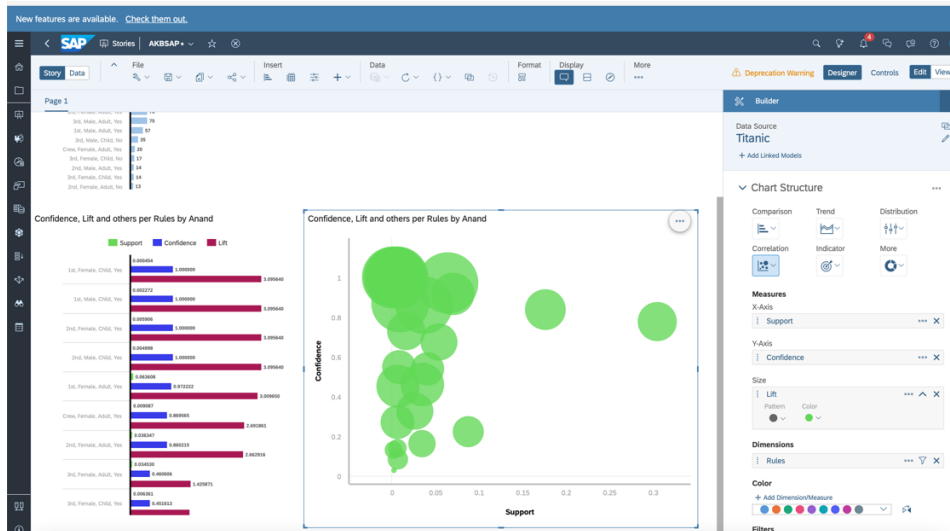 New features are available. Check them out.
SAP Stories AKBSAP
4
Story Data
File
Insert
Data
Format
Display
More
Deprecation Warning
Designer
Controls
Edit
View
Page 1
3rd, Male, Adult, Yes 75
1st, Male, Adult, Yes 57
3rd, Male, Child, No 35
Crew, Female, Adult, Yes 20
3rd, Female, Child, No 17
2nd, Male, Adult, Yes 14
3rd, Female, Child, Yes 14
2nd, Female, Adult, No 13
Confidence, Lift and others per Rules by Anand
Support Confidence Lift
1st, Female, Child, Yes
0.000454
1.000000
3.095640
1st, Male, Child, Yes
0.002272
1.000000
3.095640
2nd, Female, Child, Yes
0.005906
1.000000
3.095640
2nd, Male, Child, Yes
0.004998
1.000000
3.095640
1st, Female, Adult, Yes
0.063608
0.972222
3.009650
Crew, Female, Adult, Yes
0.009087
0.869565
2.691861
2nd, Female, Adult, Yes
0.036347
0.860215
2.662916
3rd, Female, Adult, Yes
0.034530
0.460606
1.425871
3rd, Female, Child, Yes
0.006361
0.451613
Confidence, Lift and others per Rules by Anand
Confidence
1
0.8
0.6
0.4
0.2
0
0 0.05 0.1 0.15 0.2 0.25 0.3
Support
Builder
Data Source
Titanic
+ Add Linked Models
Chart Structure
Comparison Trend Distribution
Correlation Indicator More
Measures
X-Axis
Support
Y-Axis
Confidence
Size
Lift
Pattern Color
Dimensions
Rules
Color
+ Add Dimension/Measure
Filters